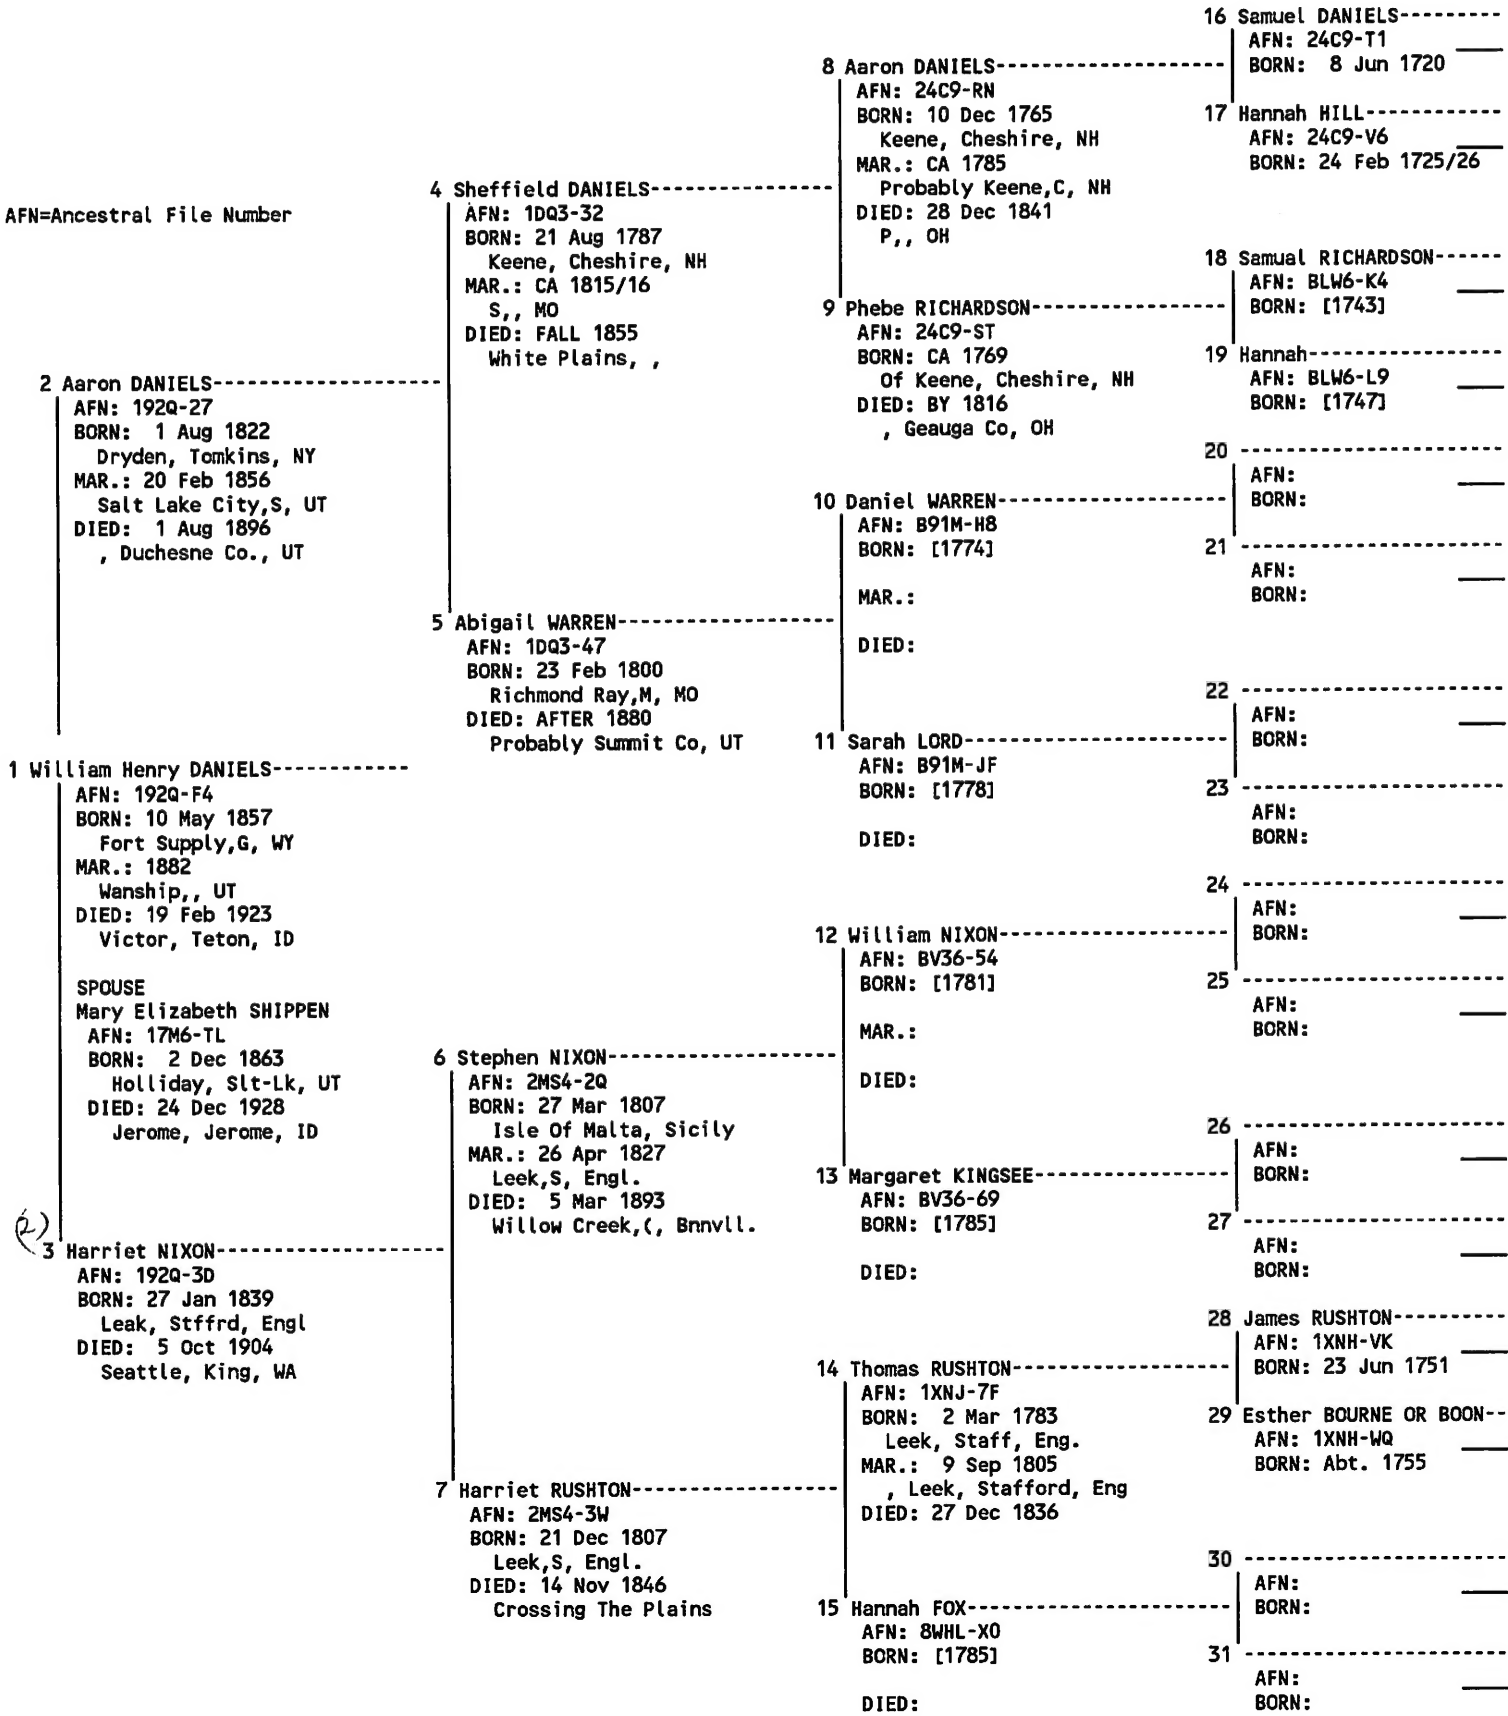 AFN=Ancestral File Number
1 William Henry DANIELS------------
AFN: 192Q-F4
BORN: 10 May 1857
Fort Supply,G, WY
MAR.: 1882
Wanship,, UT
DIED: 19 Feb 1923
Victor, Teton, ID
SPOUSE
Mary Elizabeth SHIPPEN
AFN: 17M6-TL
BORN:  2 Dec 1863
Holliday, Slt-Lk, UT
DIED: 24 Dec 1928
Jerome, Jerome, ID
2 Aaron DANIELS-------------------
AFN: 192Q-27
BORN:  1 Aug 1822
Dryden, Tomkins, NY
MAR.: 20 Feb 1856
Salt Lake City,S, UT
DIED:  1 Aug 1896
, Duchesne Co., UT
(2)
3 Harriet NIXON-------------------
AFN: 192Q-3D
BORN: 27 Jan 1839
Leak, Stffrd, Engl
DIED:  5 Oct 1904
Seattle, King, WA
4 Sheffield DANIELS---------------
AFN: 1DQ3-32
BORN: 21 Aug 1787
Keene, Cheshire, NH
MAR.: CA 1815/16
S,, MO
DIED: FALL 1855
White Plains, ,
5 Abigail WARREN------------------
AFN: 1DQ3-47
BORN: 23 Feb 1800
Richmond Ray,M, MO
DIED: AFTER 1880
Probably Summit Co, UT
6 Stephen NIXON-------------------
AFN: 2MS4-2Q
BORN: 27 Mar 1807
Isle Of Malta, Sicily
MAR.: 26 Apr 1827
Leek,S, Engl.
DIED:  5 Mar 1893
Willow Creek,(, Bnnvll.
7 Harriet RUSHTON-----------------
AFN: 2MS4-3W
BORN: 21 Dec 1807
Leek,S, Engl.
DIED: 14 Nov 1846
Crossing The Plains
8 Aaron DANIELS-------------------
AFN: 24C9-RN
BORN: 10 Dec 1765
Keene, Cheshire, NH
MAR.: CA 1785
Probably Keene,C, NH
DIED: 28 Dec 1841
P,, OH
9 Phebe RICHARDSON----------------
AFN: 24C9-ST
BORN: CA 1769
Of Keene, Cheshire, NH
DIED: BY 1816
, Geauga Co, OH
10 Daniel WARREN-------------------
AFN: B91M-H8
BORN: [1774]
MAR.:
DIED:
11 Sarah LORD----------------------
AFN: B91M-JF
BORN: [1778]
DIED:
12 William NIXON-------------------
AFN: BV36-54
BORN: [1781]
MAR.:
DIED:
13 Margaret KINGSEE----------------
AFN: BV36-69
BORN: [1785]
DIED:
14 Thomas RUSHTON------------------
AFN: 1XNJ-7F
BORN:  2 Mar 1783
Leek, Staff, Eng.
MAR.:  9 Sep 1805
, Leek, Stafford, Eng
DIED: 27 Dec 1836
15 Hannah FOX----------------------
AFN: 8WHL-X0
BORN: [1785]
DIED:
16 Samuel DANIELS---------
AFN: 24C9-T1
BORN:  8 Jun 1720
17 Hannah HILL------------
AFN: 24C9-V6
BORN: 24 Feb 1725/26
18 Samual RICHARDSON------
AFN: BLW6-K4
BORN: [1743]
19 Hannah-----------------
AFN: BLW6-L9
BORN: [1747]
20 -----------------------
AFN:
BORN:
21 -----------------------
AFN:
BORN:
22 -----------------------
AFN:
BORN:
23 -----------------------
AFN:
BORN:
24 -----------------------
AFN:
BORN:
25 -----------------------
AFN:
BORN:
26 -----------------------
AFN:
BORN:
27 -----------------------
AFN:
BORN:
28 James RUSHTON----------
AFN: 1XNH-VK
BORN: 23 Jun 1751
29 Esther BOURNE OR BOON--
AFN: 1XNH-WQ
BORN: Abt. 1755
30 -----------------------
AFN:
BORN:
31 -----------------------
AFN:
BORN: